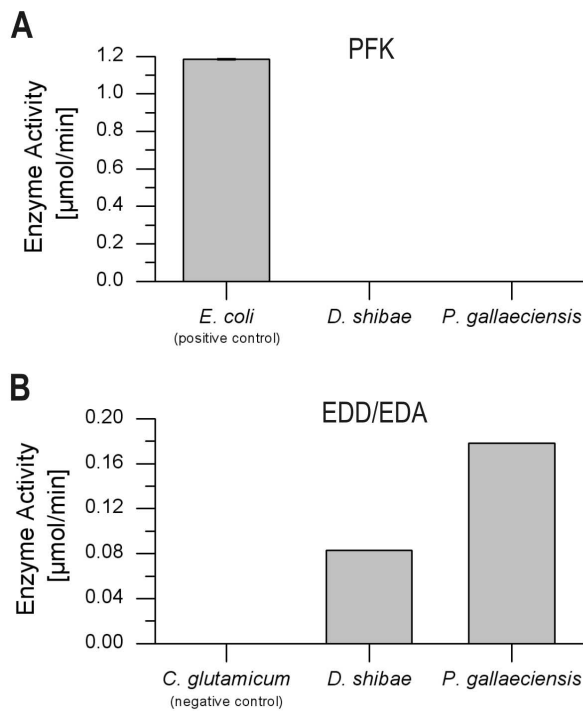 A
PFK
Enzyme Activity
[µmol/min]
1.2
1.0
0.8
0.6
0.4
0.2
0.0
E. coli
(positive control)
D. shibae
P. gallaeciensis
B
EDD/EDA
Enzyme Activity
[µmol/min]
0.20
0.16
0.12
0.08
0.04
0.00
C. glutamicum
(negative control)
D. shibae
P. gallaeciensis